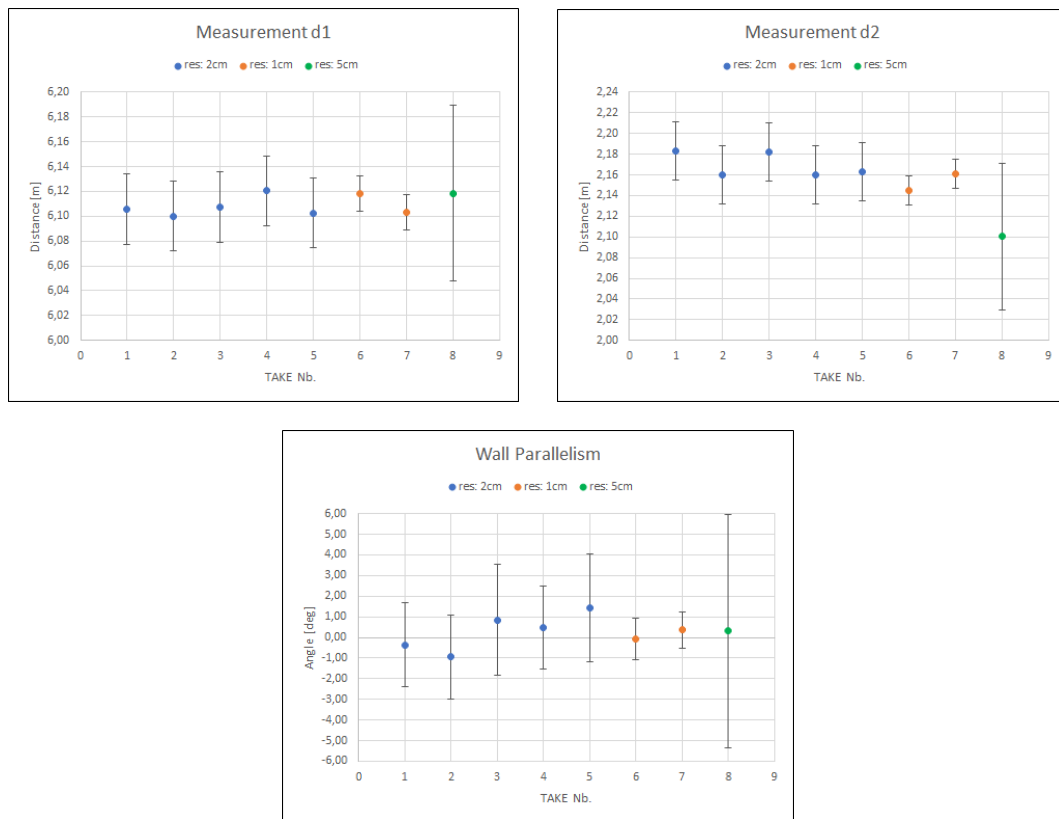 Measurement d1
res: 2cm res: 1cm res: 5cm
6,20
6,18
6,16
6,14
6,12
6,10
6,08
6,06
6,04
6,02
6,00
Distance [m]
0 1 2 3 4 5 6 7 8 9
TAKE Nb.
Measurement d2
res: 2cm res: 1cm res: 5cm
2,24
2,22
2,20
2,18
2,16
2,14
2,12
2,10
2,08
2,06
2,04
2,02
2,00
Distance [m]
0 1 2 3 4 5 6 7 8 9
TAKE Nb.
Wall Parallelism
res: 2cm res: 1cm res: 5cm
6,00
5,00
4,00
3,00
2,00
1,00
0,00
-1,00
-2,00
-3,00
-4,00
-5,00
-6,00
Angle [deg]
0 1 2 3 4 5 6 7 8 9
TAKE Nb.